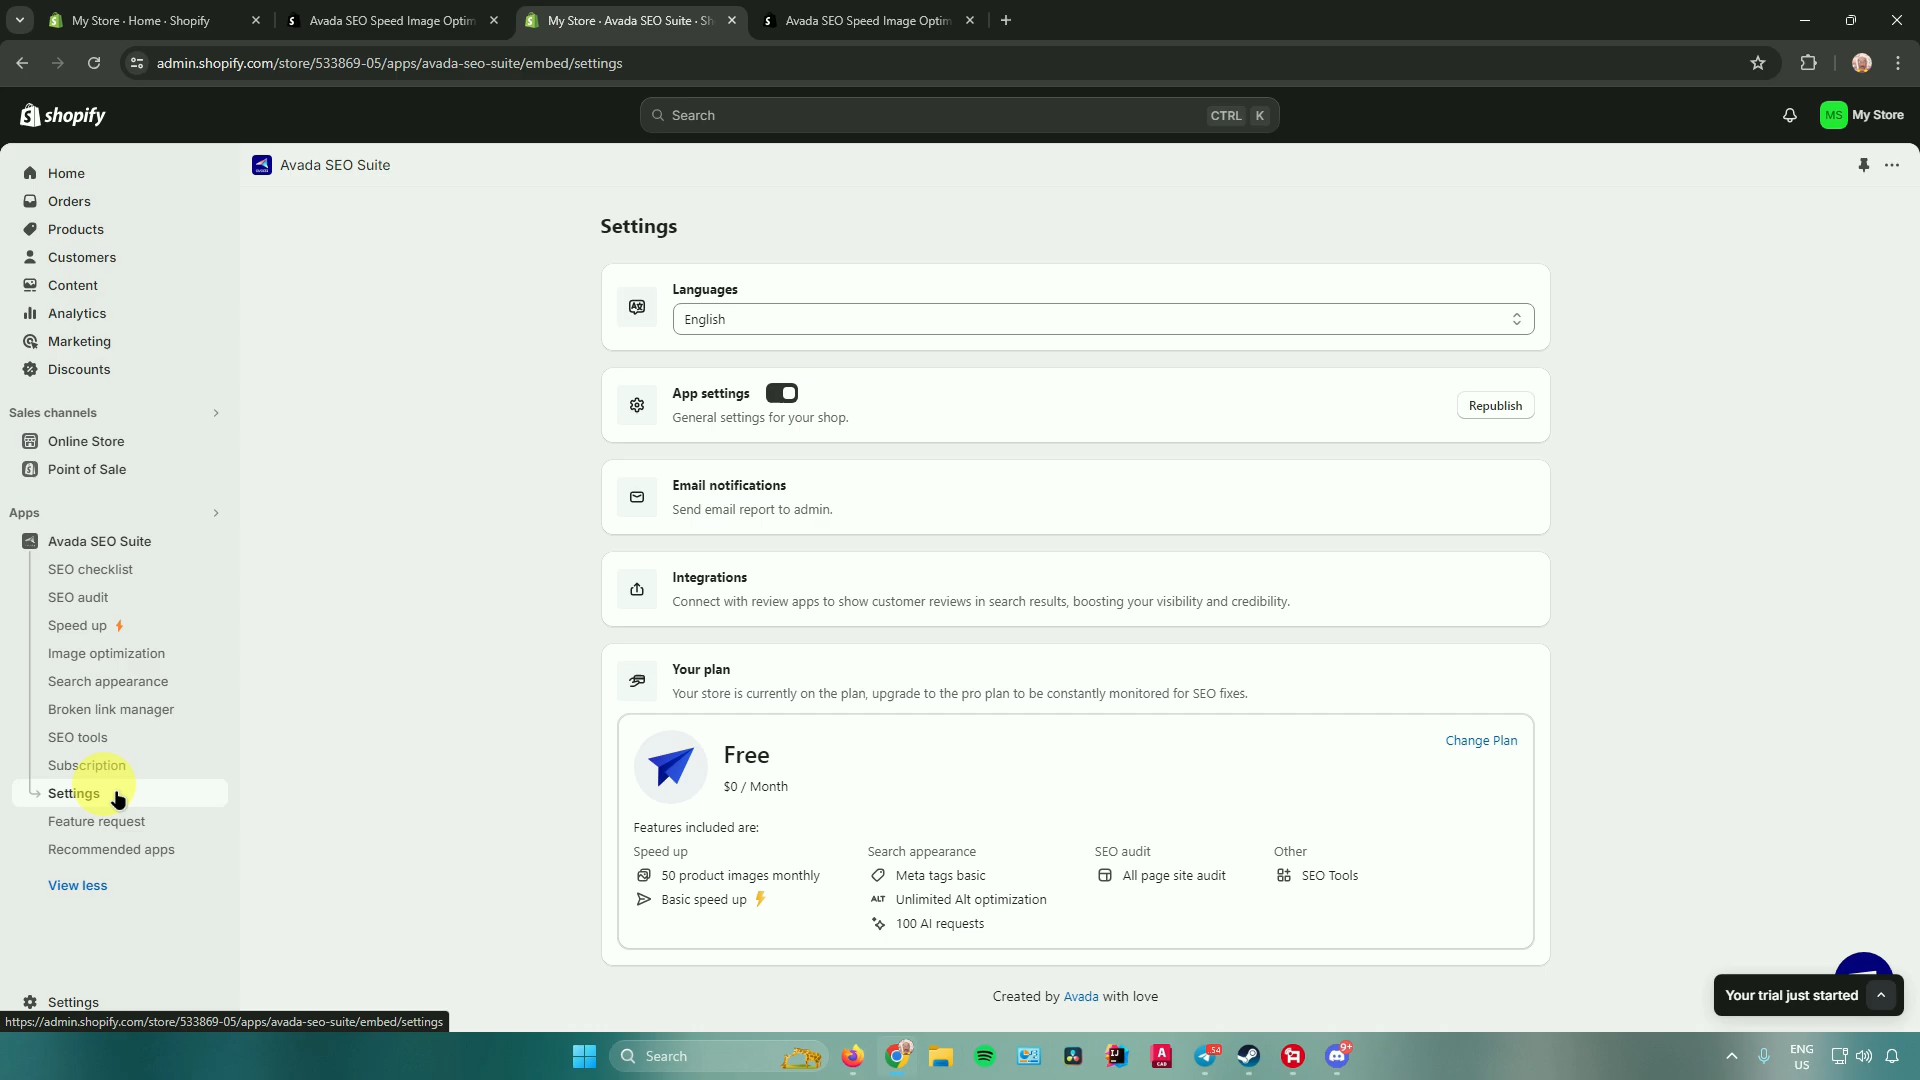 My Store · Home · Shopify
Avada SEO Speed Image Optim
My Store · Avada SEO Suite · Sh
Avada SEO Speed Image Optim
admin.shopify.com/store/533869-05/apps/avada-seo-suite/embed/settings
shopify
Search
CTRL K
MS My Store
Home
Orders
Products
Customers
Content
Analytics
Marketing
Discounts
Sales channels
Online Store
Point of Sale
Apps
Avada SEO Suite
SEO checklist
SEO audit
Speed up
Image optimization
Search appearance
Broken link manager
SEO tools
Subscription
Settings
Feature request
Recommended apps
View less
Settings
https://admin.shopify.com/store/533869-05/apps/avada-seo-suite/embed/settings
Avada SEO Suite
Settings
Languages
English
App settings
General settings for your shop.
Republish
Email notifications
Send email report to admin.
Integrations
Connect with review apps to show customer reviews in search results, boosting your visibility and credibility.
Your plan
Your store is currently on the plan, upgrade to the pro plan to be constantly monitored for SEO fixes.
Free
$0 / Month
Change Plan
Features included are:
Speed up
50 product images monthly
Basic speed up
Search appearance
Meta tags basic
ALT Unlimited Alt optimization
100 AI requests
SEO audit
All page site audit
Other
SEO Tools
Created by Avada with love
Your trial just started
Search
54
9+
ENG
US